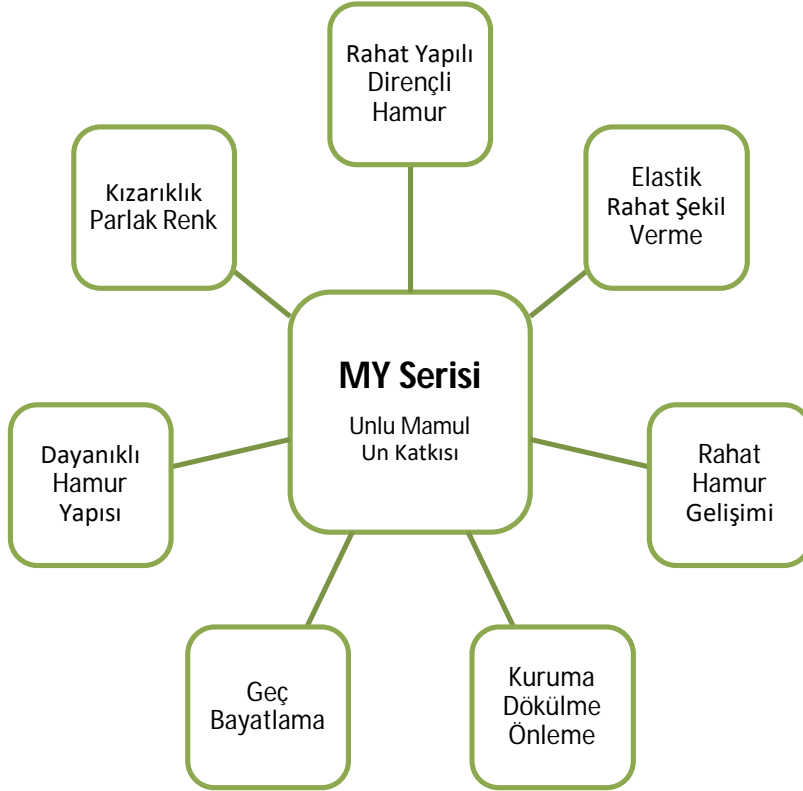 Rahat Yapılı
Dirençli
Hamur
Kızarıklık
Parlak Renk
Elastik
Rahat Şekil
Verme
MY Serisi
Unlu Mamul
Un Katkısı
Dayanıklı
Hamur
Yapısı
Rahat
Hamur
Gelişimi
Geç
Bayatlama
Kuruma
Dökülme
Önleme